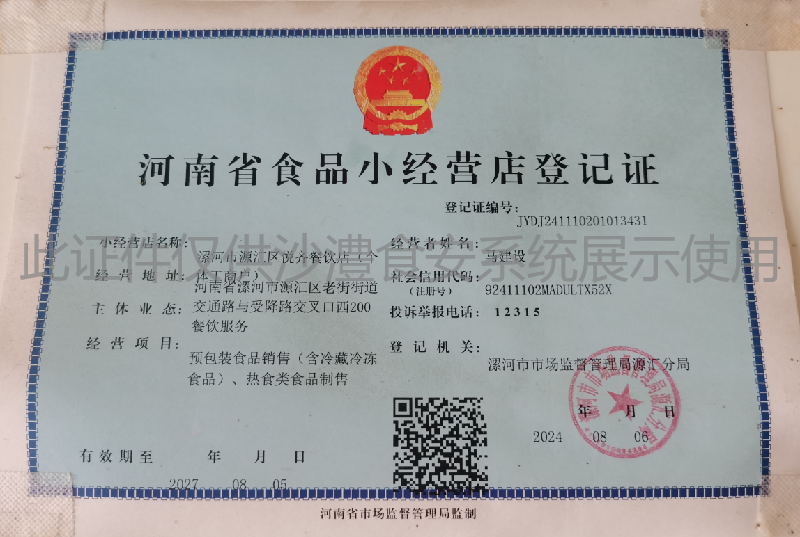 河南省食品小经营店登记证
登记证编号:
JYDJ241110201013431
小经营店名称:
漯河市源汇区悦齐餐饮店（个
体工商户）
经营地址:
河南省漯河市源汇区老街街道
交通路与受降路交叉口西200
主体业态:
餐饮服务
经营项目:
预包装食品销售（含冷藏冷冻
食品）、热食类食品制售
经营者姓名:
马建设
社会信用代码:
(注册号)
92411102MADULTX52X
投诉举报电话: 12315
登记机关:
漯河市市场监督管理局源汇分局
年 月 日
2024 08 06
有效期至 年 月 日
2027 08 05
此证件仅供沙澧食安系统展示使用
河南省市场监督管理局监制